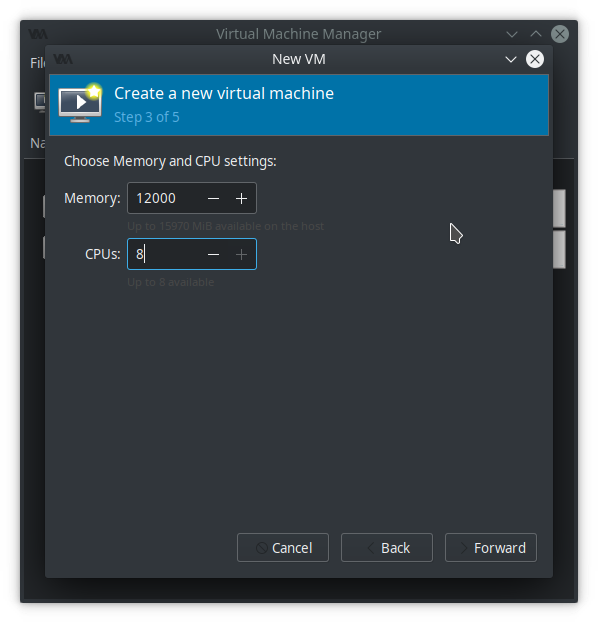 Virtual Machine Manager
New VM
File
Create a new virtual machine
Step 3 of 5
Na
Choose Memory and CPU settings:
Memory: 12000
Up to 15970 MiB available on the host
CPUs: 8
Up to 8 available
Cancel Back Forward